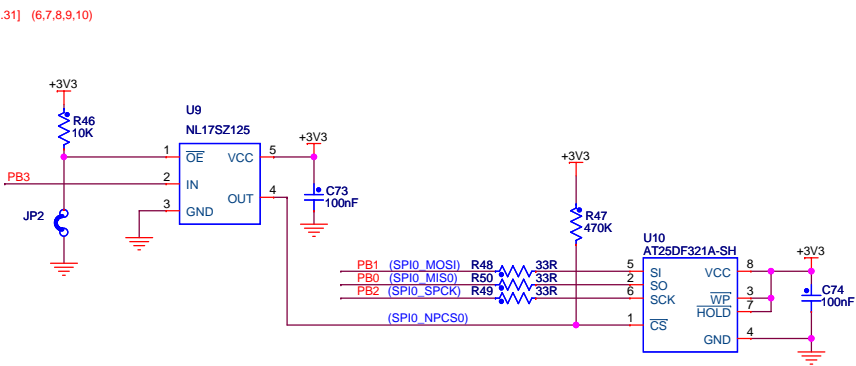 .31] (6,7,8,9,10)
+3V3
R46
10K
U9
NL17SZ125
1 OE VCC 5
+3V3
PB3 2 IN
OUT 4
3 GND
C73
100nF
JP2
+3V3
R47
470K
U10
AT25DF321A-SH
PB1 (SPI0_MOSI) R48 33R 5 SI VCC 8
PB0 (SPI0_MIS0) R50 33R 2 SO
PB2 (SPI0_SPCK) R49 33R 6 SCK WP 3
HOLD 7
(SPI0_NPCS0) 1 CS
GND 4
+3V3
C74
100nF